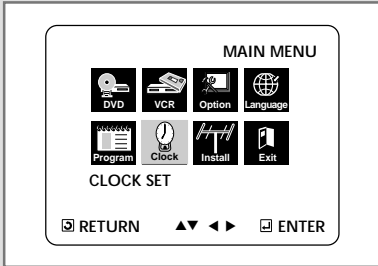 MAIN MENU
DVD VCR Option Language
Program Clock Install Exit
CLOCK SET
RETURN ▲▼ ◄ ► ENTER